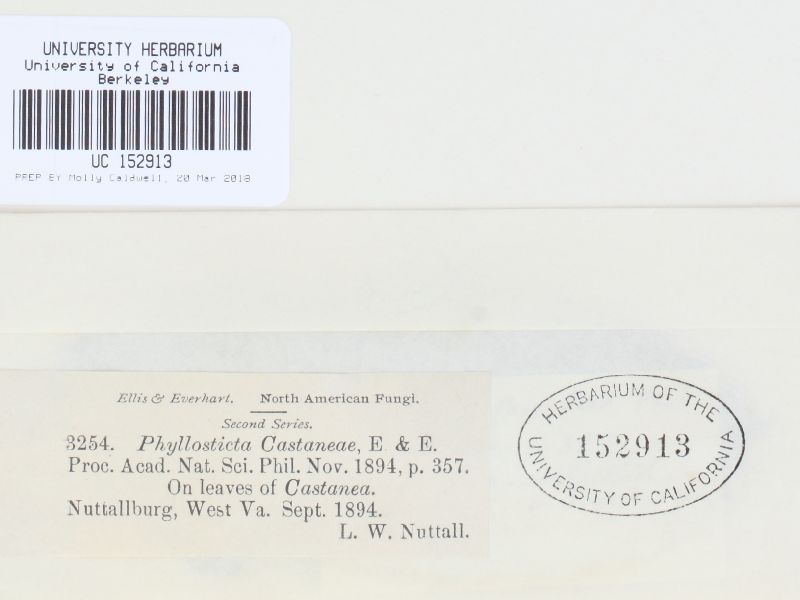 UNIVERSITY HERBARIUM
University of California
Berkeley
UC 152913
PREP BY Molly Caldwell, 20 Mar 2018
Ellis & Everhart. North American Fungi.
Second Series.
3254. Phyllosticta Castaneae, E. & E.
Proc. Acad. Nat. Sci. Phil. Nov. 1894, p. 357.
On leaves of Castanea.
Nuttallburg, West Va. Sept. 1894.
L. W. Nuttall.
HERBARIUM OF THE
152913
UNIVERSITY OF CALIFORNIA